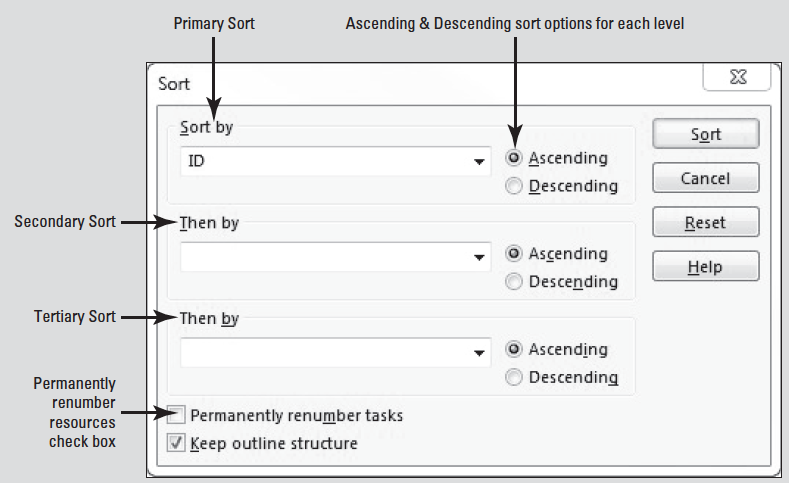 Primary Sort
Ascending & Descending sort options for each level
Sort
Sort by
ID
Ascending
Descending
Sort
Cancel
Reset
Help
Secondary Sort
Then by
Ascending
Descending
Tertiary Sort
Then by
Ascending
Descending
Permanently
renumber
resources
check box
Permanently renumber tasks
Keep outline structure